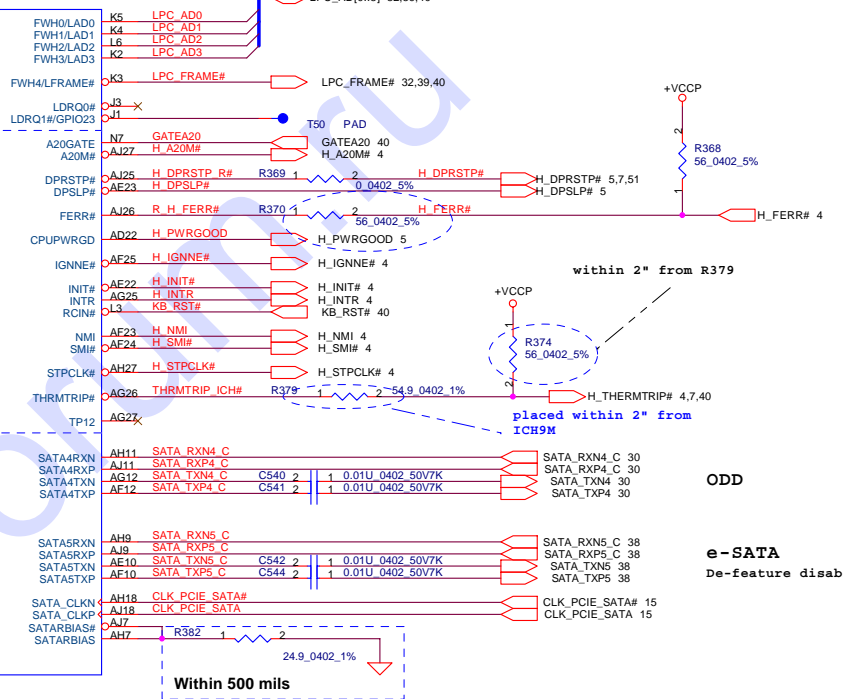 FWH0/LAD0 K5 LPC_AD0
FWH1/LAD1 K4 LPC_AD1
FWH2/LAD2 L6 LPC_AD2
FWH3/LAD3 K2 LPC_AD3
FWH4/LFRAME# K3 LPC_FRAME# LPC_FRAME# 32,39,40
+VCCP
LDRQ0# J3
LDRQ1#/GPIO23 J1
T50 PAD
A20GATE N7 GATEA20 GATEA20 40
A20M# AJ27 H_A20M# H_A20M# 4
2 R368 56_0402_5% 1
DPRSTP# AJ25 H_DPRSTP_R# R369 1 2 H_DPRSTP# H_DPRSTP# 5,7,51
DPSLP# AE23 H_DPSLP# 0_0402_5% H_DPSLP# 5
FERR# AJ26 R_H_FERR# R370 1 2 H_FERR# H_FERR# 4
56_0402_5%
CPUPWRGD AD22 H_PWRGOOD H_PWRGOOD 5
IGNNE# AF25 H_IGNNE# H_IGNNE# 4
within 2" from R379
INIT# AE22 H_INIT# H_INIT# 4
INTR AG25 H_INTR H_INTR 4
RCIN# L3 KB_RST# KB_RST# 40
+VCCP
NMI AF23 H_NMI H_NMI 4
SMI# AF24 H_SMI# H_SMI# 4
1 R374 56_0402_5% 2
STPCLK# AH27 H_STPCLK# H_STPCLK# 4
THRMTRIP# AG26 THRMTRIP_ICH# R379 1 2 54.9_0402_1% H_THERMTRIP# 4,7,40
placed within 2" from
ICH9M
TP12 AG27
SATA4RXN AH11 SATA_RXN4_C SATA_RXN4_C 30
SATA4RXP AJ11 SATA_RXP4_C SATA_RXP4_C 30
SATA4TXN AG12 SATA_TXN4_C C540 2 1 0.01U_0402_50V7K SATA_TXN4 30
SATA4TXP AF12 SATA_TXP4_C C541 2 1 0.01U_0402_50V7K SATA_TXP4 30
ODD
SATA5RXN AH9 SATA_RXN5_C SATA_RXN5_C 38
SATA5RXP AJ9 SATA_RXP5_C SATA_RXP5_C 38
SATA5TXN AE10 SATA_TXN5_C C542 2 1 0.01U_0402_50V7K SATA_TXN5 38
SATA5TXP AF10 SATA_TXP5_C C544 2 1 0.01U_0402_50V7K SATA_TXP5 38
e-SATA
De-feature disab
SATA_CLKN AH18 CLK_PCIE_SATA# CLK_PCIE_SATA# 15
SATA_CLKP AJ18 CLK_PCIE_SATA CLK_PCIE_SATA 15
SATARBIAS# AJ7
SATARBIAS AH7 R382 1 2
24.9_0402_1%
Within 500 mils
orum.ru